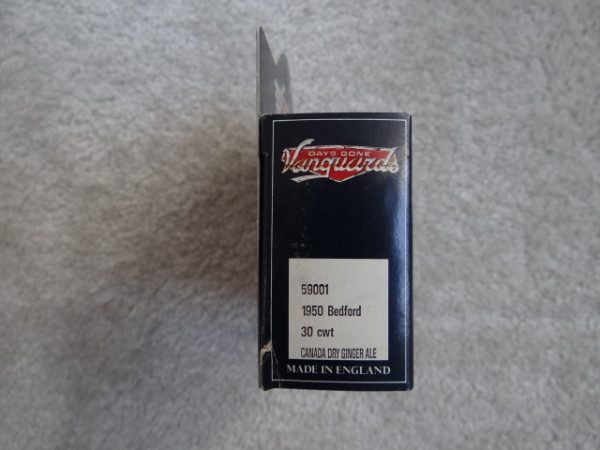 DAYS GONE
Vanguards
59001
1950 Bedford
30 cwt
CANADA DRY GINGER ALE
MADE IN ENGLAND